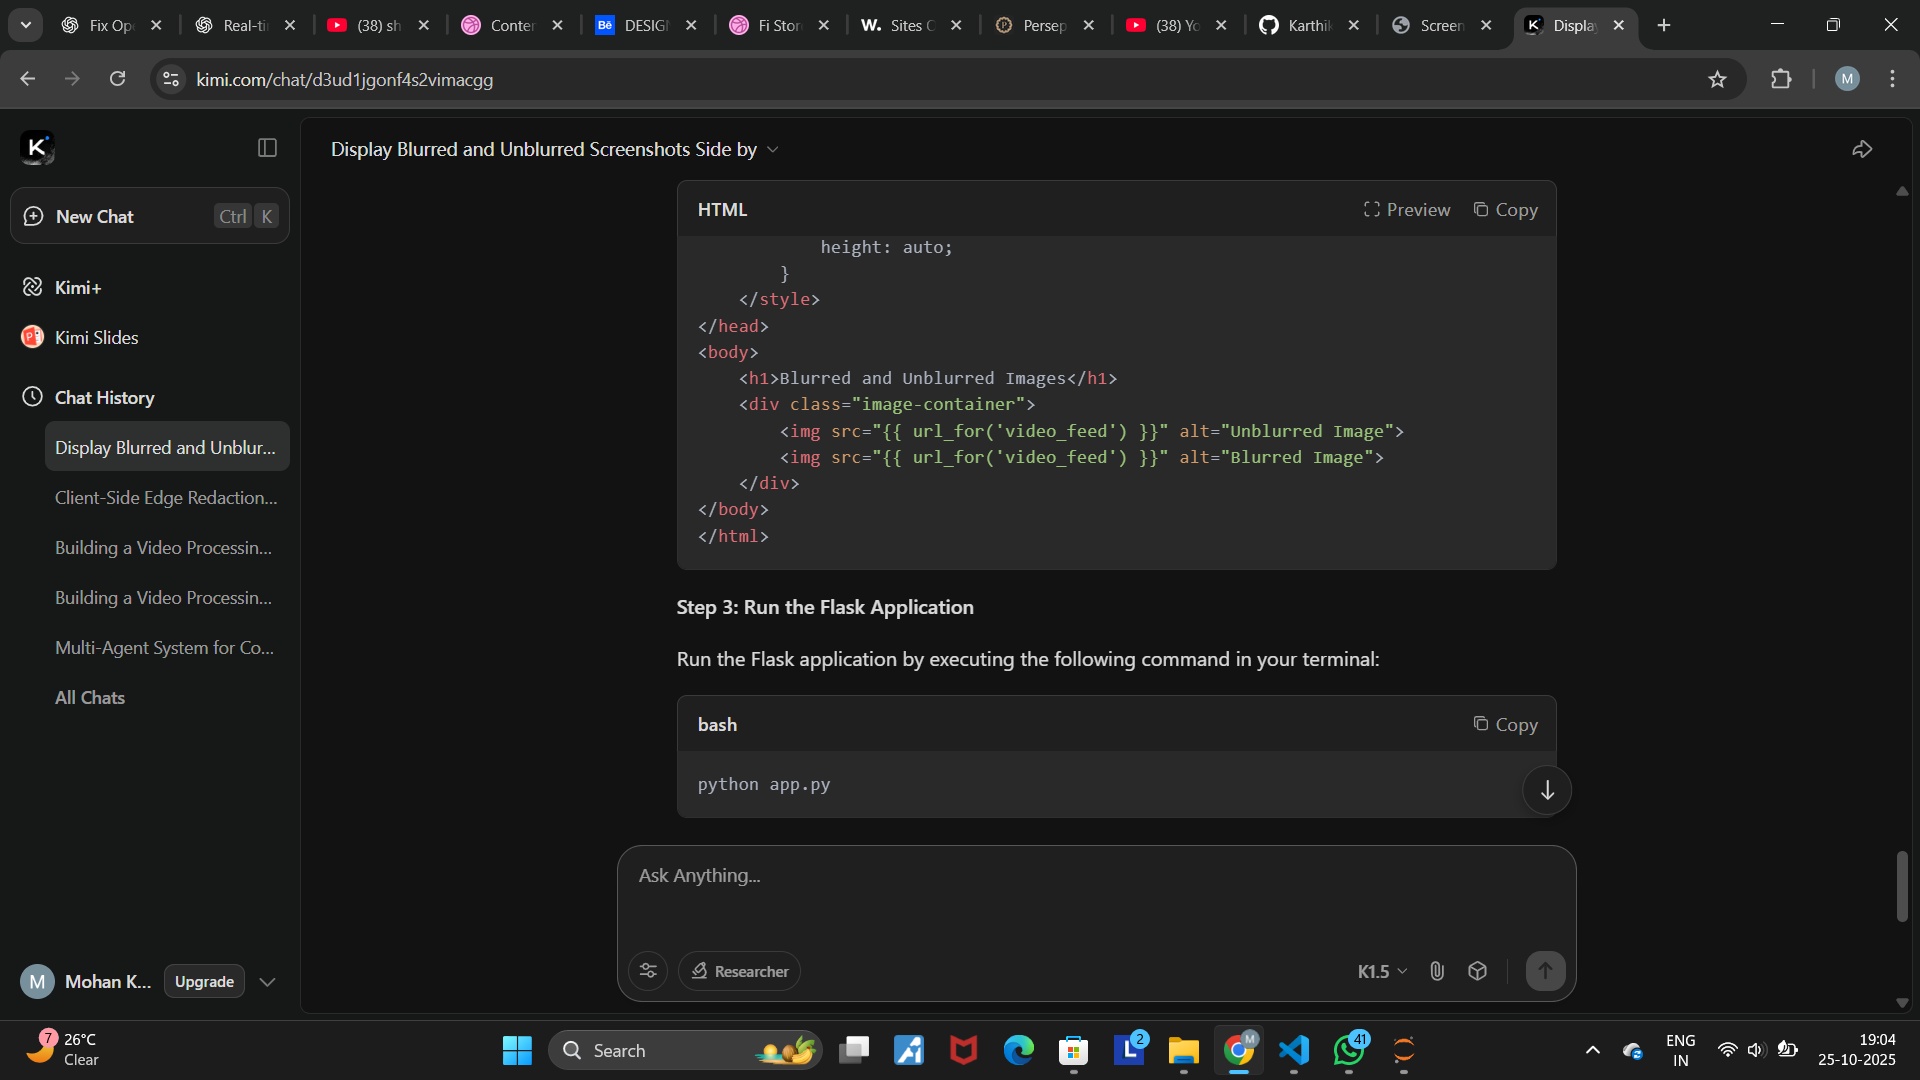 Fix Op
Real-ti
(38) sh
Conter
DESIGI
Fi Stor
Sites C
Persep
(38) Yo
Karthik
Screen
Displa
kimi.com/chat/d3ud1jgonf4s2vimacgg
M
K
Display Blurred and Unblurred Screenshots Side by
New Chat
Ctrl K
Kimi+
Kimi Slides
Chat History
Display Blurred and Unblur...
Client-Side Edge Redaction...
Building a Video Processin...
Building a Video Processin...
Multi-Agent System for Co...
All Chats
M Mohan K... Upgrade
HTML Preview Copy
height: auto;
}
</style>
</head>
<body>
<h1>Blurred and Unblurred Images</h1>
<div class="image-container">
<img src="{{ url_for('video_feed') }}" alt="Unblurred Image">
<img src="{{ url_for('video_feed') }}" alt="Blurred Image">
</div>
</body>
</html>
Step 3: Run the Flask Application
Run the Flask application by executing the following command in your terminal:
bash Copy
python app.py
Ask Anything...
Researcher
K1.5
7 26°C
Clear
Search
2
M
41
ENG
IN
19:04
25-10-2025